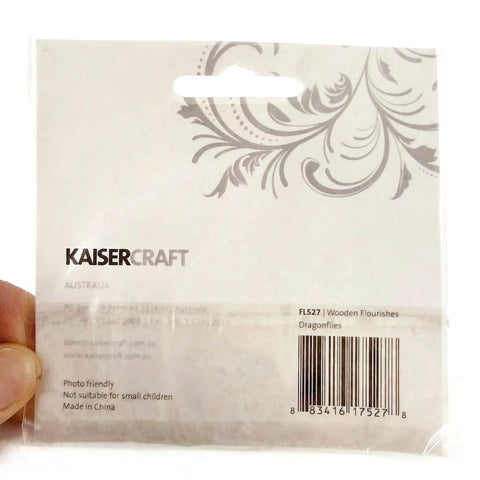 KAISERCRAFT
AUSTRALIA
Australia
sales@kaisercraft.com.au
www.kaisercraft.com.au
Photo friendly
Not suitable for small children
Made in China
FL527 | Wooden Flourishes
Dragonflies
8 83416 17527 8